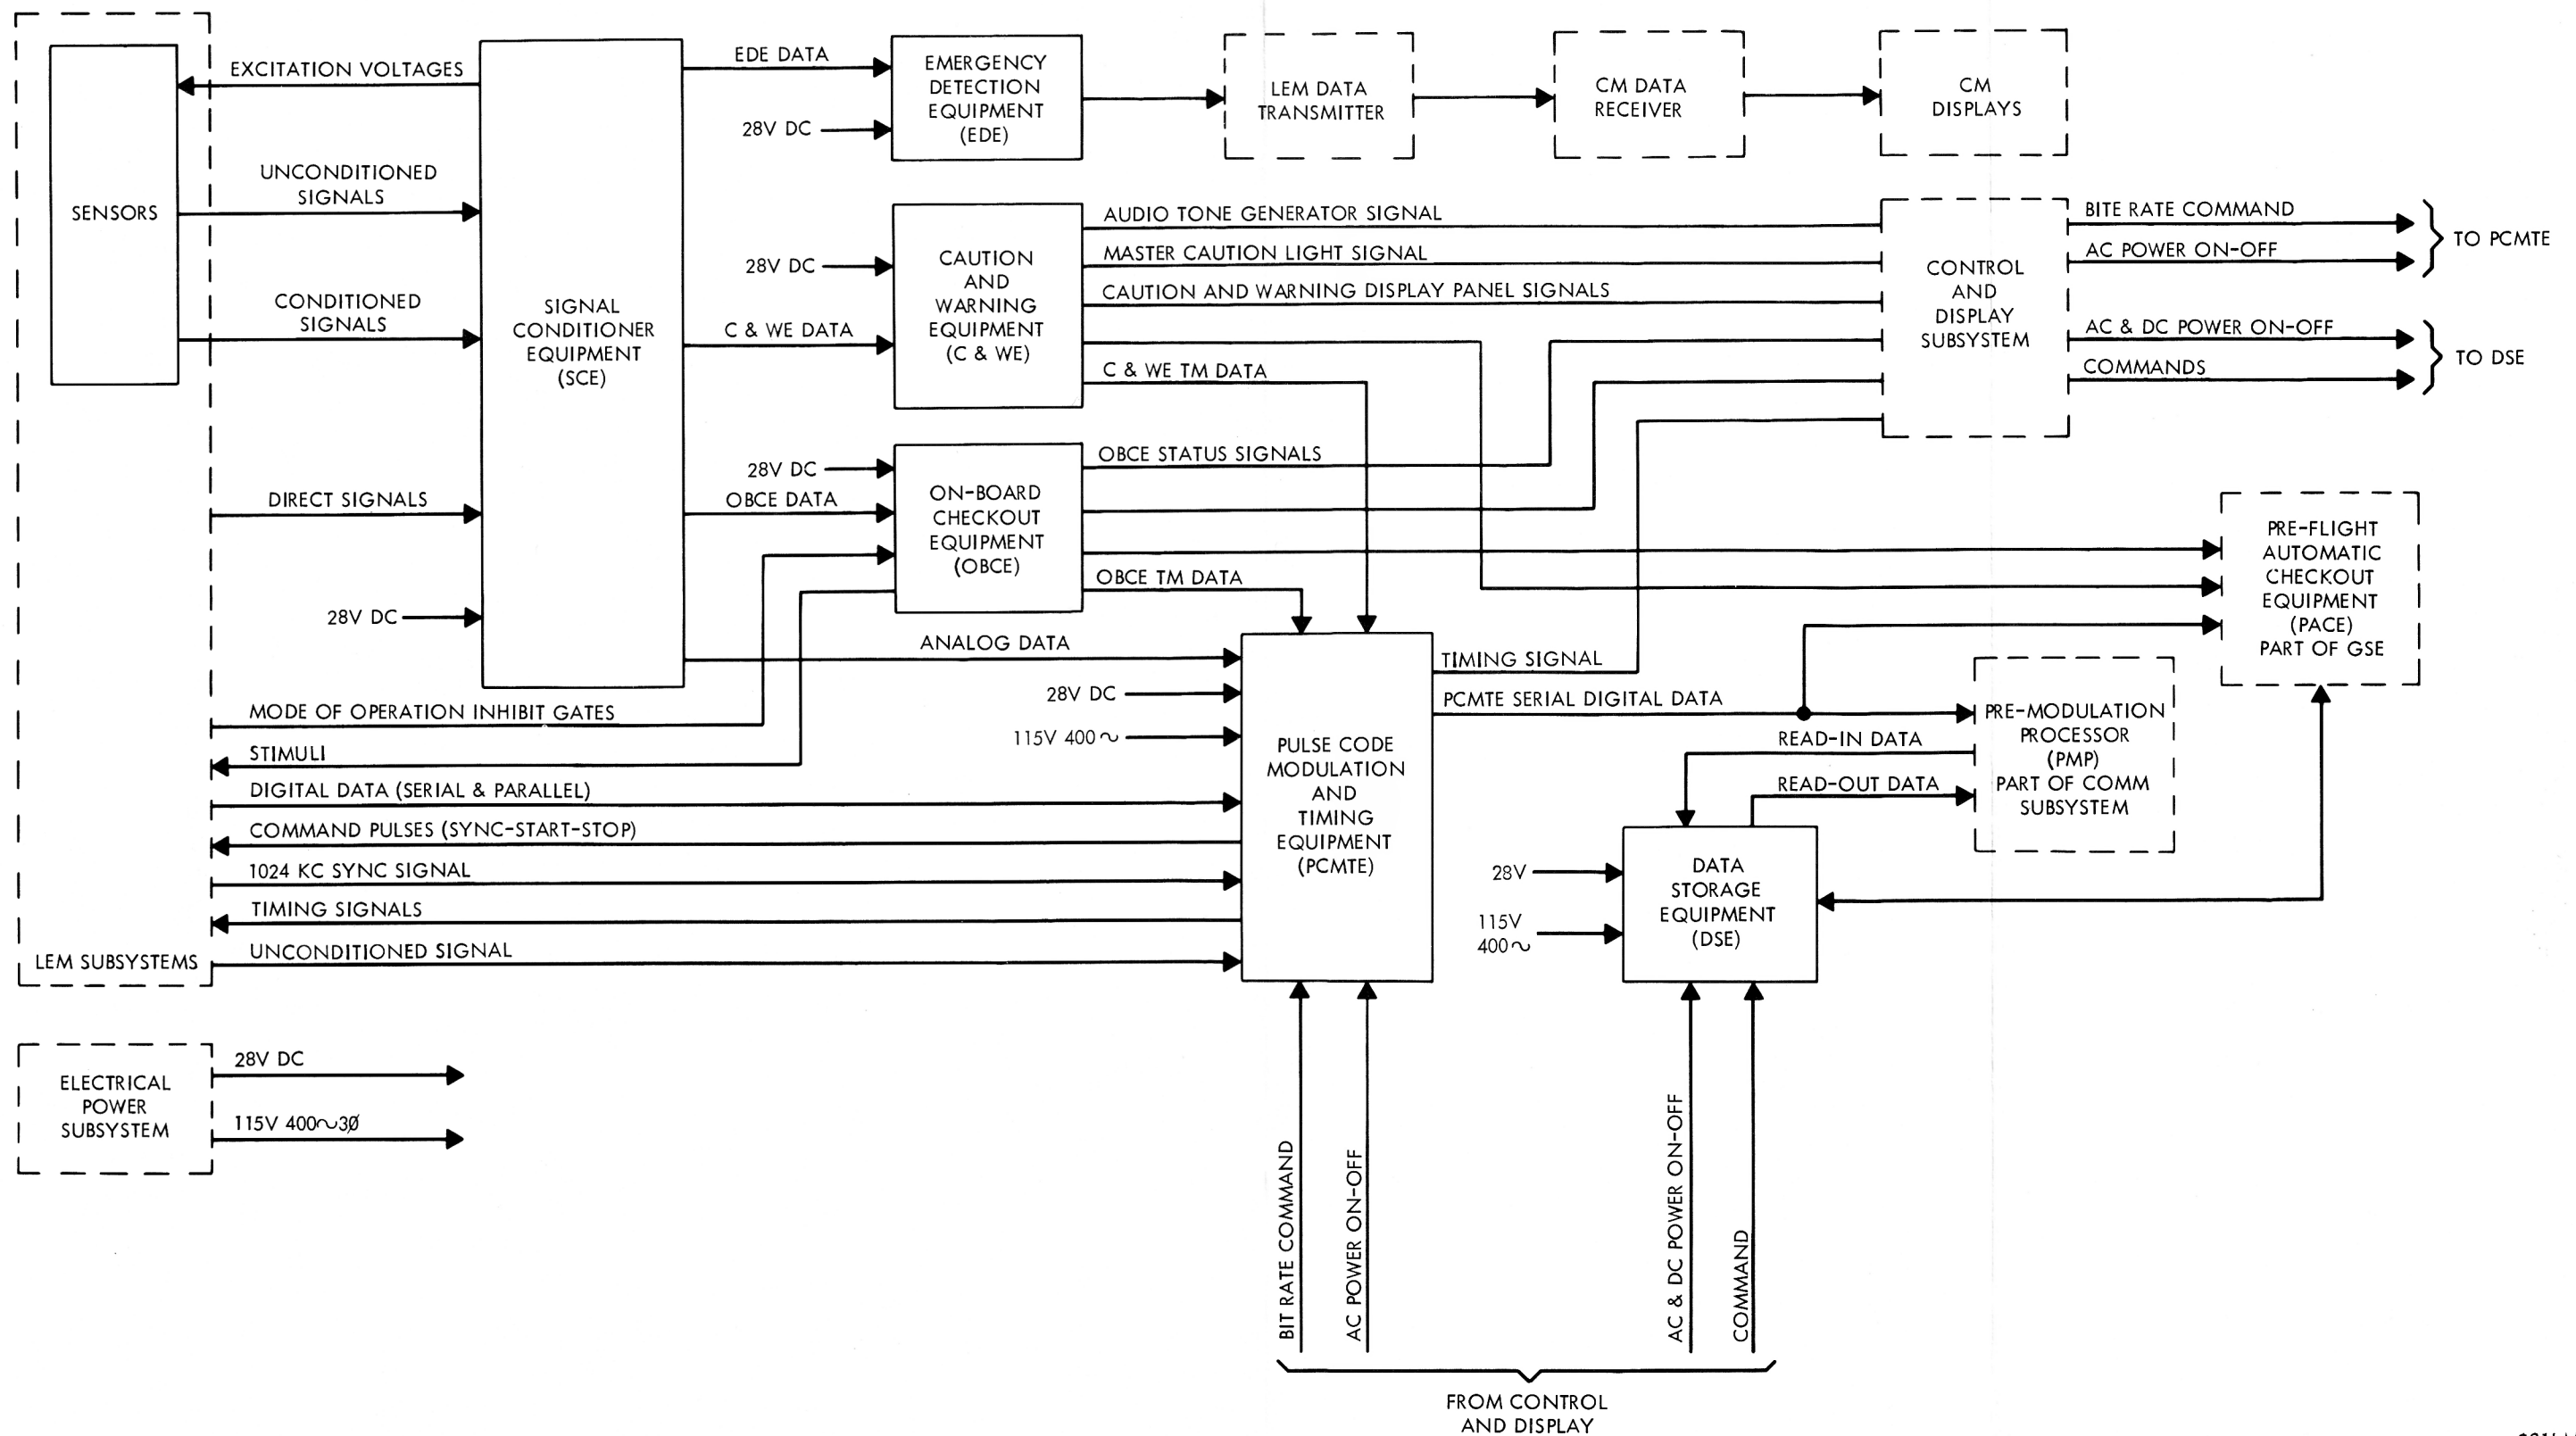 SENSORS
EXCITATION VOLTAGES
UNCONDITIONED
SIGNALS
CONDITIONED
SIGNALS
DIRECT SIGNALS
28V DC
SIGNAL
CONDITIONER
EQUIPMENT
(SCE)
EDE DATA
28V DC
EMERGENCY
DETECTION
EQUIPMENT
(EDE)
LEM DATA
TRANSMITTER
CM DATA
RECEIVER
CM
DISPLAYS
28V DC
C & WE DATA
CAUTION
AND
WARNING
EQUIPMENT
(C & WE)
AUDIO TONE GENERATOR SIGNAL
MASTER CAUTION LIGHT SIGNAL
CAUTION AND WARNING DISPLAY PANEL SIGNALS
C & WE TM DATA
CONTROL
AND
DISPLAY
SUBSYSTEM
BITE RATE COMMAND
AC POWER ON-OFF
TO PCMTE
AC & DC POWER ON-OFF
COMMANDS
TO DSE
28V DC
OBCE DATA
ON-BOARD
CHECKOUT
EQUIPMENT
(OBCE)
OBCE STATUS SIGNALS
OBCE TM DATA
PRE-FLIGHT
AUTOMATIC
CHECKOUT
EQUIPMENT
(PACE)
PART OF GSE
ANALOG DATA
28V DC
115V 400~
MODE OF OPERATION INHIBIT GATES
STIMULI
DIGITAL DATA (SERIAL & PARALLEL)
COMMAND PULSES (SYNC-START-STOP)
1024 KC SYNC SIGNAL
TIMING SIGNALS
UNCONDITIONED SIGNAL
LEM SUBSYSTEMS
PULSE CODE
MODULATION
AND
TIMING
EQUIPMENT
(PCMTE)
TIMING SIGNAL
PCMTE SERIAL DIGITAL DATA
READ-IN DATA
READ-OUT DATA
PRE-MODULATION
PROCESSOR
(PMP)
PART OF COMM
SUBSYSTEM
28V
115V
400~
DATA
STORAGE
EQUIPMENT
(DSE)
ELECTRICAL
POWER
SUBSYSTEM
28V DC
115V 400~3Ø
BIT RATE COMMAND
AC POWER ON-OFF
AC & DC POWER ON-OFF
COMMAND
FROM CONTROL
AND DISPLAY